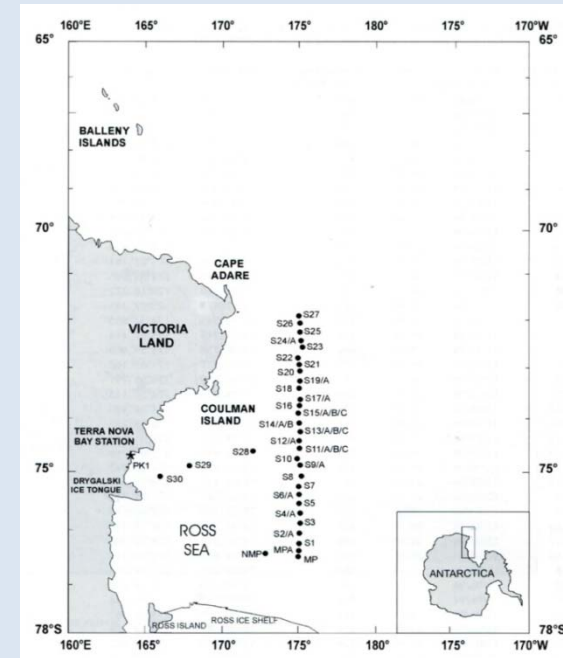 160°E 165° 170° 175° 180° 170°W
65° 65°
BALLENY
ISLANDS
70° 70°
CAPE
ADARE
VICTORIA
LAND
S27
S26
S25
S24/A
S23
S22
S21
S20
S19/A
S18
S17/A
S16
S15/A/B/C
COULMAN
ISLAND
S14/A/B
S13/A/B/C
TERRA NOVA
BAY STATION
S12/A
S11/A/B/C
S28
S10
S9/A
PK1
S29
75° 75°
S30
S8
DRYGALSKI
ICE TONGUE
S7
S6/A
S5
S4/A
S3
ROSS
SEA
S2/A
S1
MPA
NMP
MP
ANTARCTICA
ROSS ISLAND
ROSS ICE SHELF
78°S 78°S
160°E 165° 170° 175° 180° 170°W